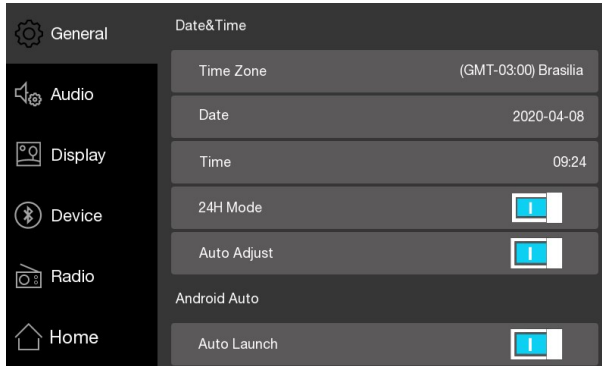 General
Audio
Display
Device
Radio
Home
Date&Time
Time Zone (GMT-03:00) Brasilia
Date 2020-04-08
Time 09:24
24H Mode
Auto Adjust
Android Auto
Auto Launch